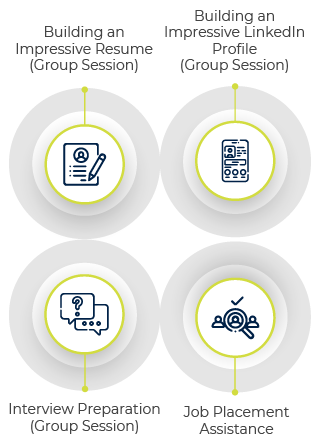 Building an
Impressive Resume
(Group Session)
Building an
Impressive LinkedIn
Profile
(Group Session)
Interview Preparation
(Group Session)
Job Placement
Assistance